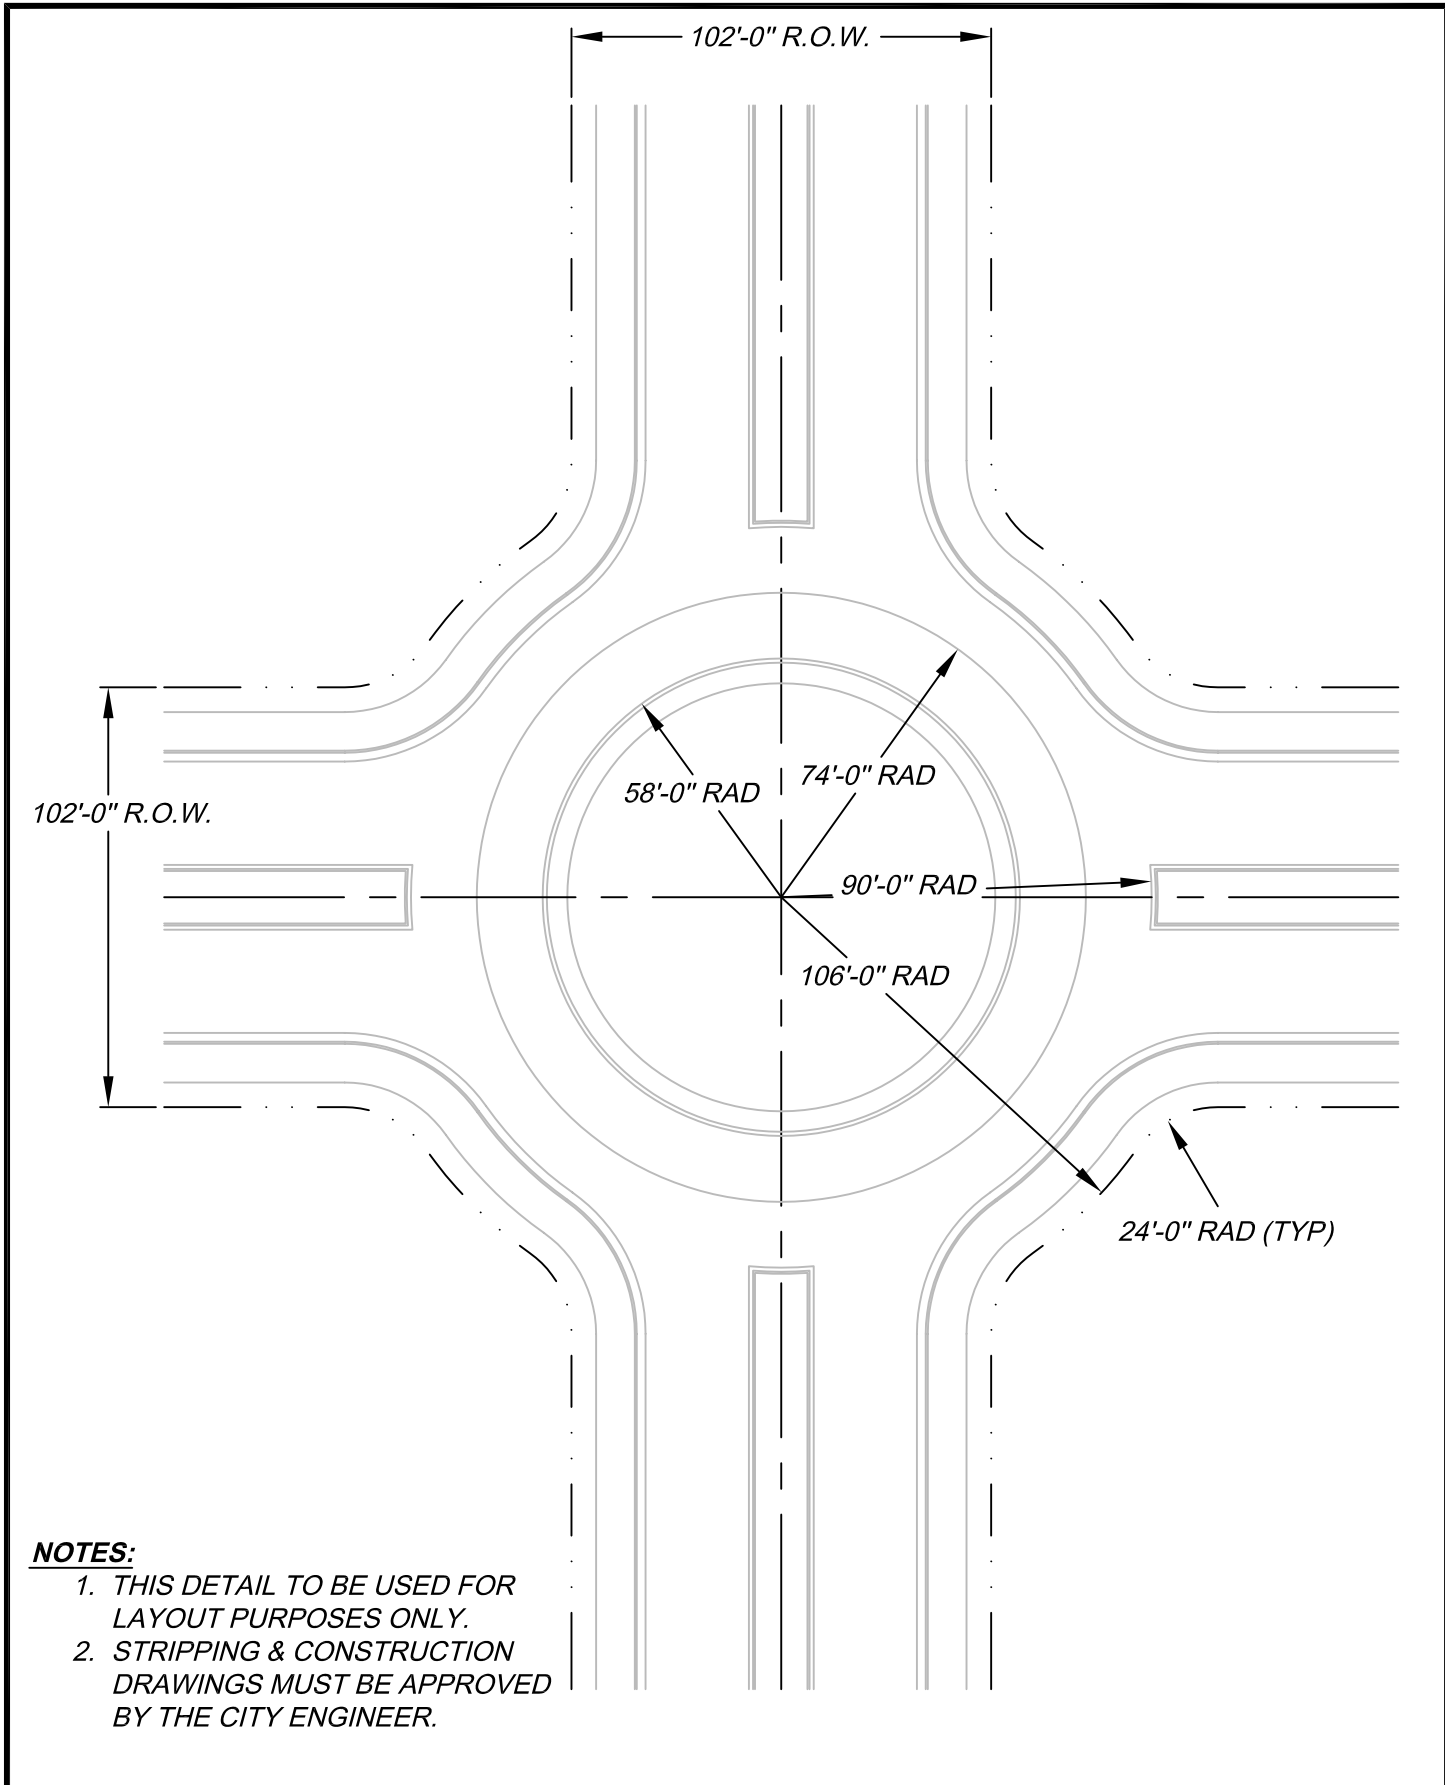 102'-0" R.O.W.
74'-0" RAD
58'-0" RAD
102'-0" R.O.W.
90'-0" RAD
106'-0" RAD
24'-0" RAD (TYP)
NOTES:
1. THIS DETAIL TO BE USED FOR
LAYOUT PURPOSES ONLY.
2. STRIPPING & CONSTRUCTION
DRAWINGS MUST BE APPROVED
BY THE CITY ENGINEER.